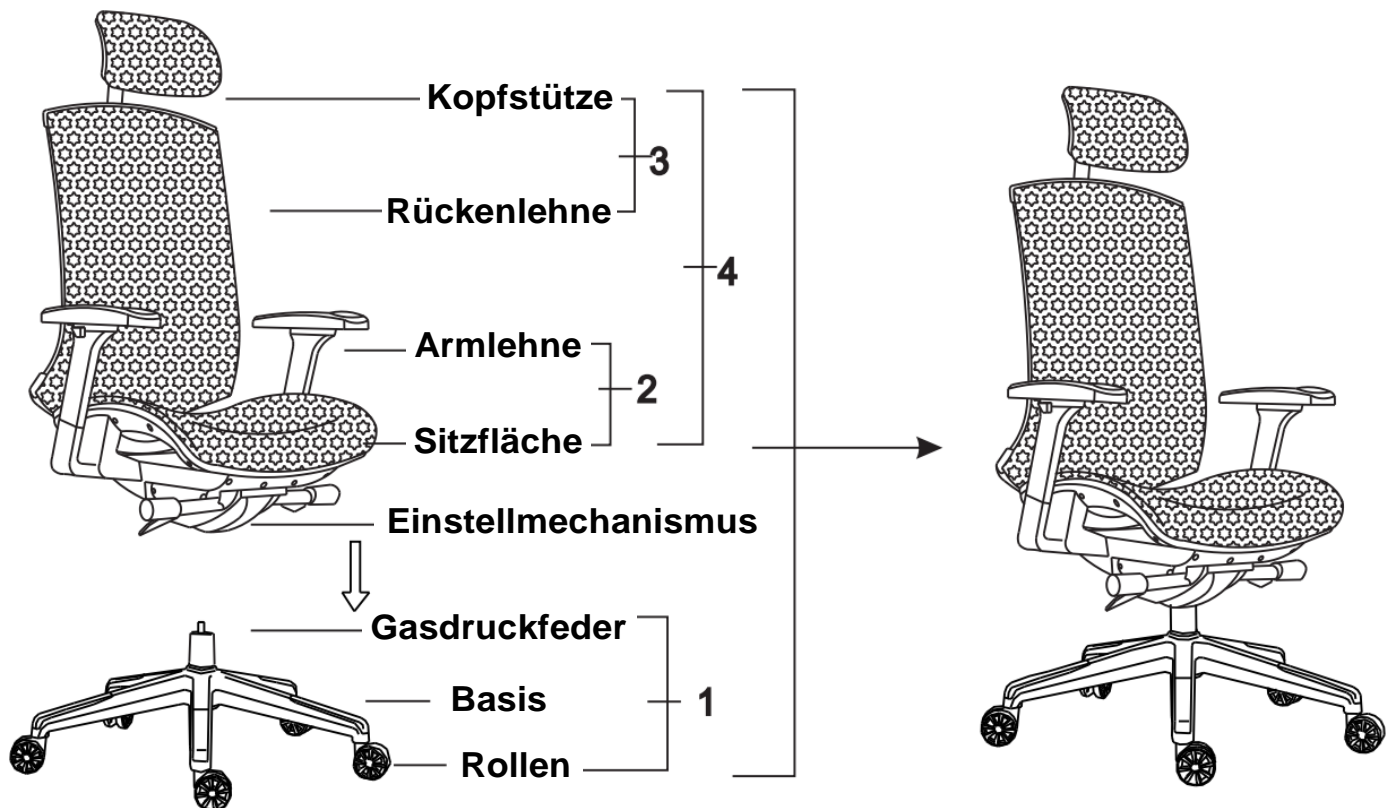 Kopfstütze
3
Rückenlehne
4
Armlehne
2
Sitzfläche
Einstellmechanismus
Gasdruckfeder
Basis
1
Rollen